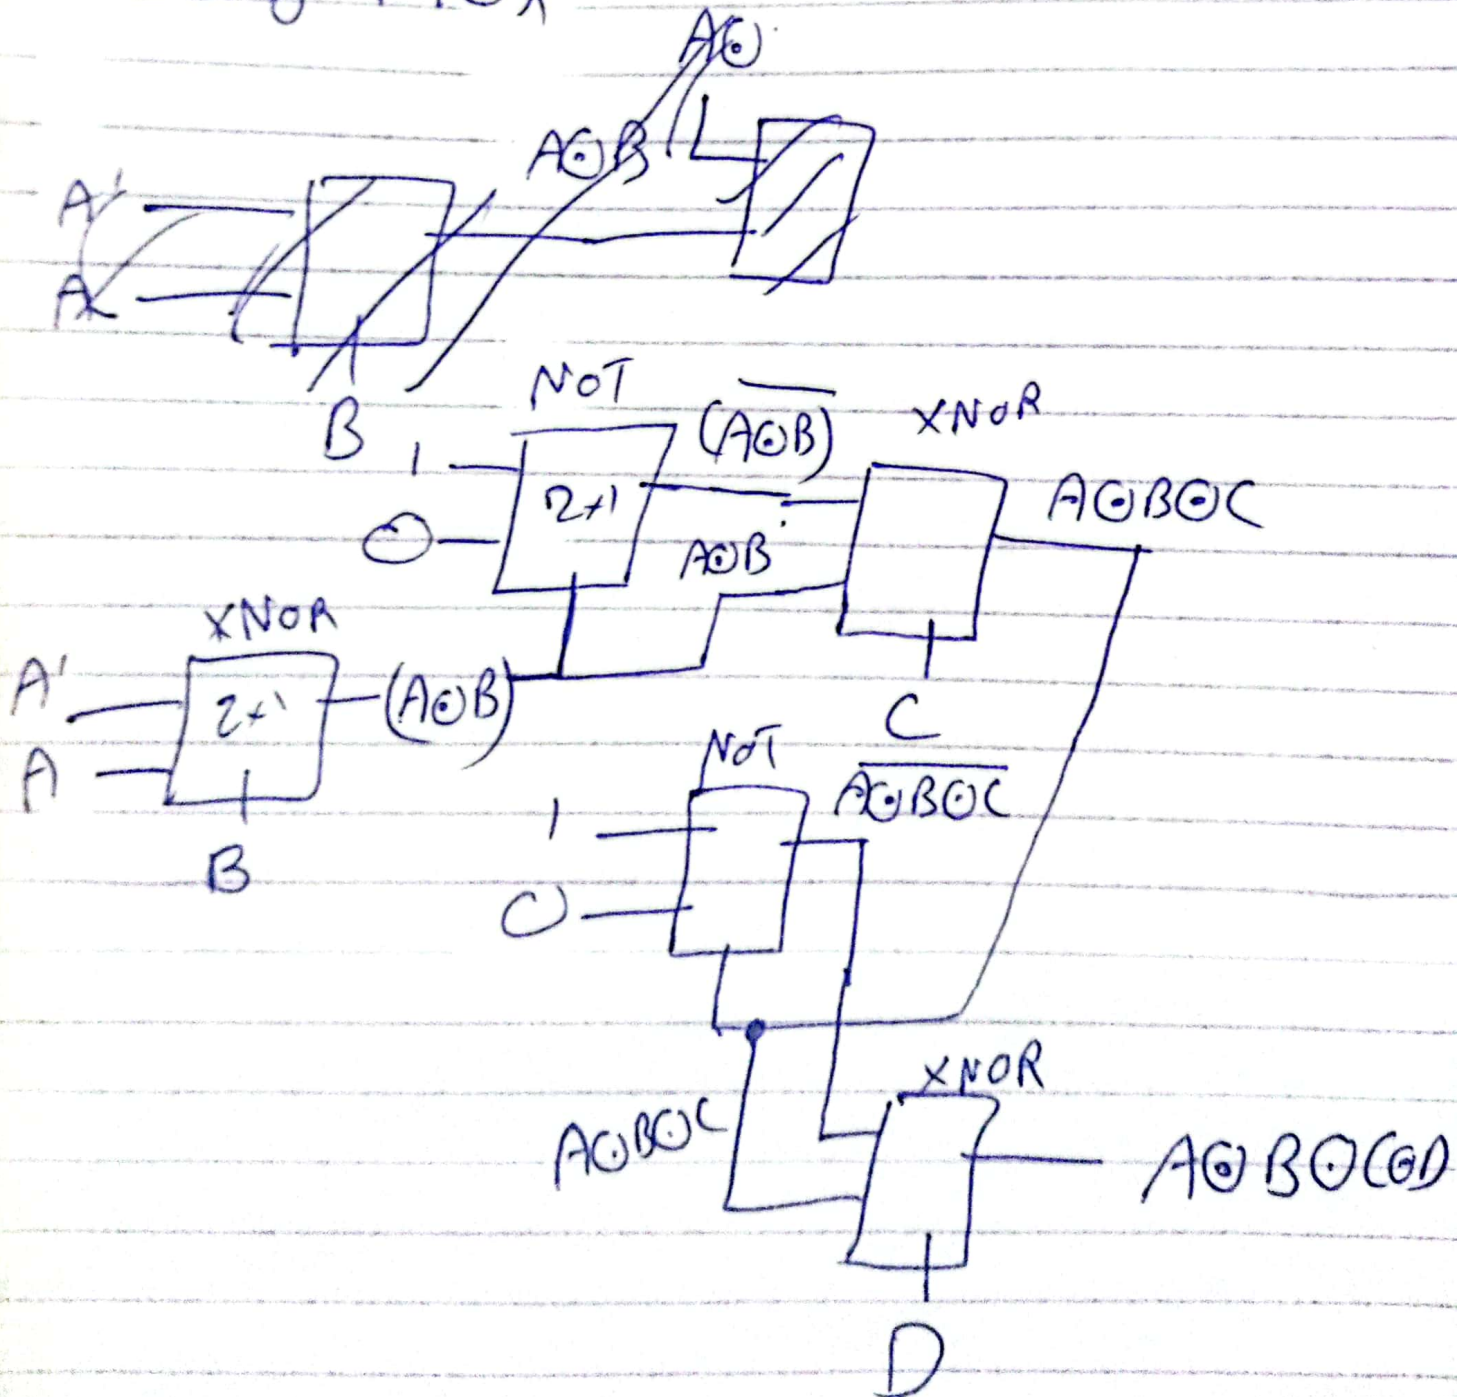 A⊙
A⊙B
A'
A
B
NOT
(A⊙B)̅
XNOR
1
2×1
A⊙B⊙C
0
A⊙B
XNOR
A'
2×1
(A⊙B)
A
C
NOT
A̅⊙̅B̅⊙̅C̅
1
B
0
XNOR
A⊙B⊙C
A⊙B⊙C⊙D
D